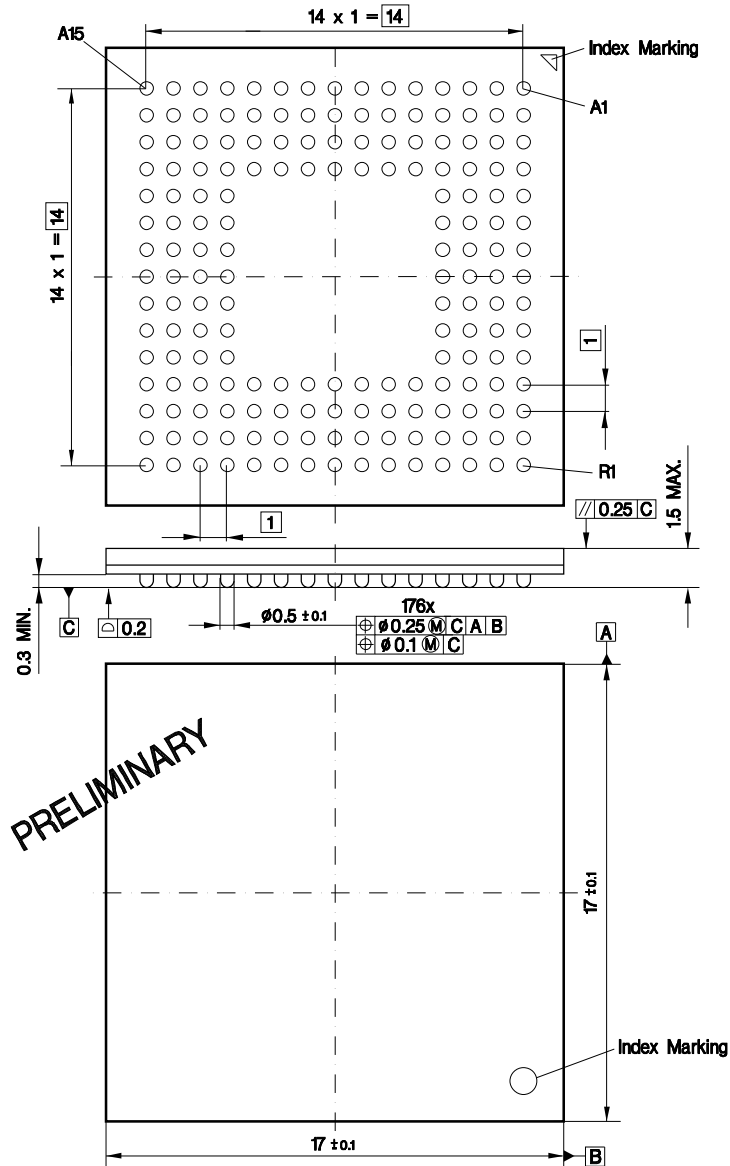 14 x 1 = 14
A15
Index Marking
A1
14 x 1 = 14
1
R1
1
// 0.25 C
1.5 MAX.
0.3 MIN.
C
⌓ 0.2
Ø0.5 ±0.1
176x
⌖ Ø0.25 Ⓜ C A B
⌖ Ø0.1 Ⓜ C
A
PRELIMINARY
17 ±0.1
Index Marking
17 ±0.1
B